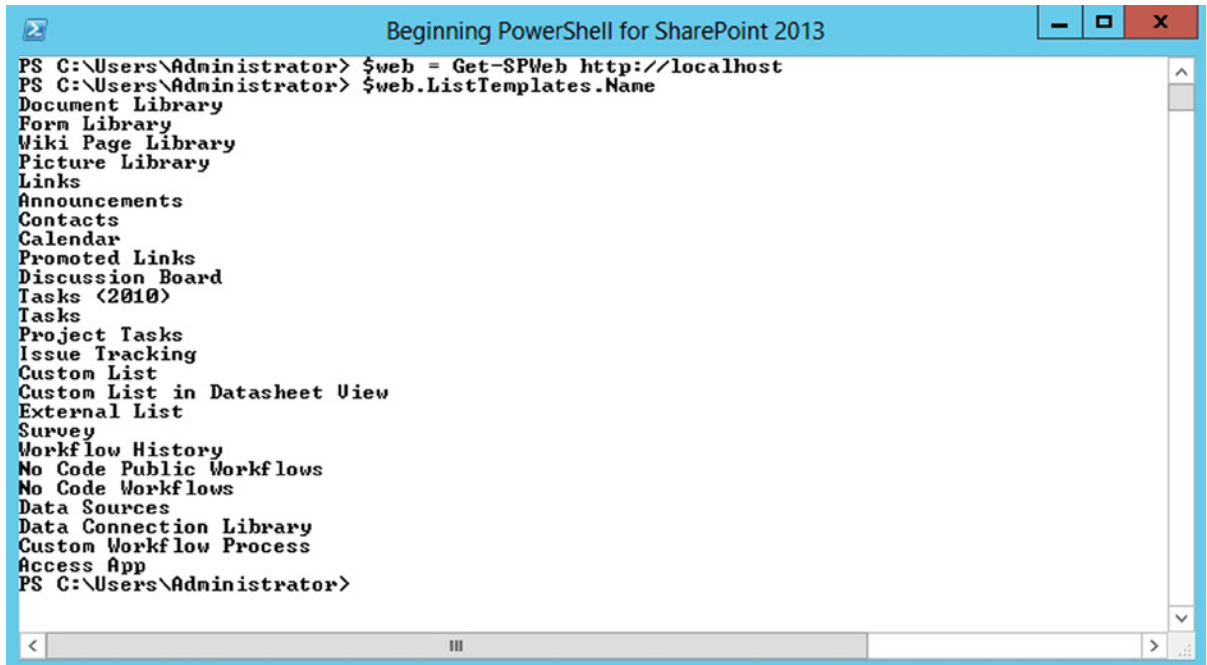 Beginning PowerShell for SharePoint 2013
PS C:\Users\Administrator> $web = Get-SPWeb http://localhost
PS C:\Users\Administrator> $web.ListTemplates.Name
Document Library
Form Library
Wiki Page Library
Picture Library
Links
Announcements
Contacts
Calendar
Promoted Links
Discussion Board
Tasks (2010)
Tasks
Project Tasks
Issue Tracking
Custom List
Custom List in Datasheet View
External List
Survey
Workflow History
No Code Public Workflows
No Code Workflows
Data Sources
Data Connection Library
Custom Workflow Process
Access App
PS C:\Users\Administrator>